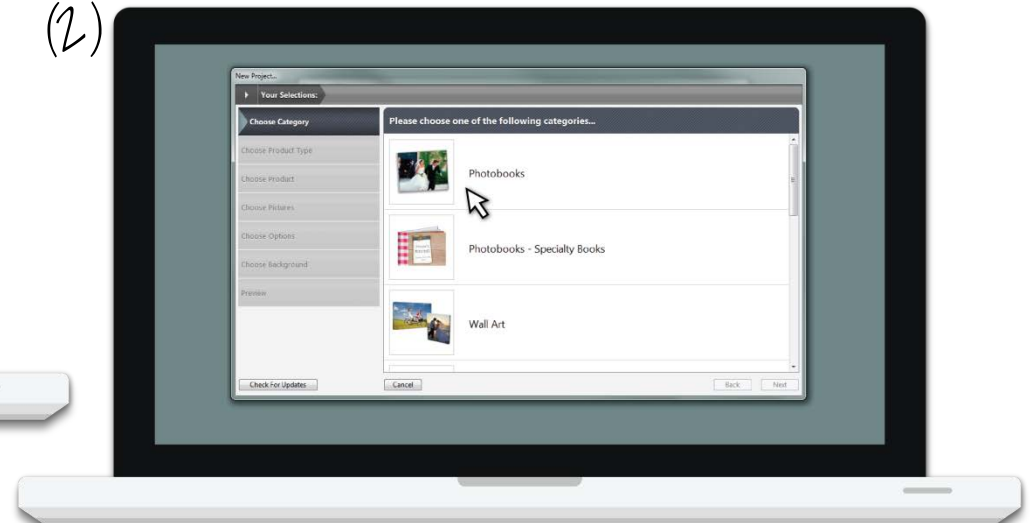 (2)
New Project...
Your Selections:
Choose Category
Please choose one of the following categories...
Choose Product Type
Choose Product
Choose Pictures
Choose Options
Choose Background
Preview
Photobooks
Photobooks - Specialty Books
Wall Art
Check For Updates
Cancel
Back
Next